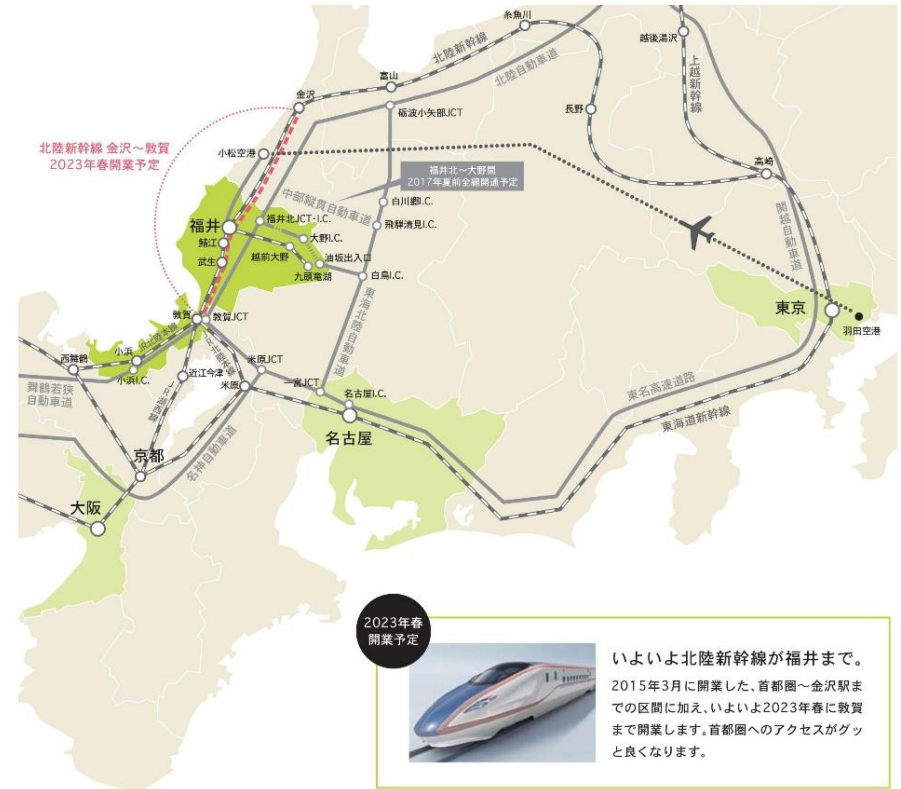 糸魚川
越後湯沢
北陸新幹線
富山
北陸自動車道
上越新幹線
金沢
長野
砺波小矢部JCT
北陸新幹線 金沢〜敦賀
2023年春開業予定
小松空港
高崎
福井北〜大野間
2017年夏前全線開通予定
中部縦貫自動車道
白川郷I.C.
関越自動車道
福井
福井北JCT・I.C.
飛騨清見I.C.
鯖江
大野I.C.
越前大野
油坂出入口
武生
九頭竜湖
白鳥I.C.
東海北陸自動車道
東京
羽田空港
敦賀
敦賀JCT
JR小浜線
JR北陸本線
小浜
西舞鶴
小浜I.C.
米原JCT
近江今津
米原
一宮JCT
名古屋I.C.
舞鶴若狭
自動車道
JR湖西線
東名高速道路
東海道新幹線
名古屋
名神自動車道
京都
大阪
2023年春
開業予定
いよいよ北陸新幹線が福井まで。
2015年3月に開業した、首都圏〜金沢駅ま
での区間に加え、いよいよ2023年春に敦賀
まで開業します。首都圏へのアクセスがグッ
と良くなります。